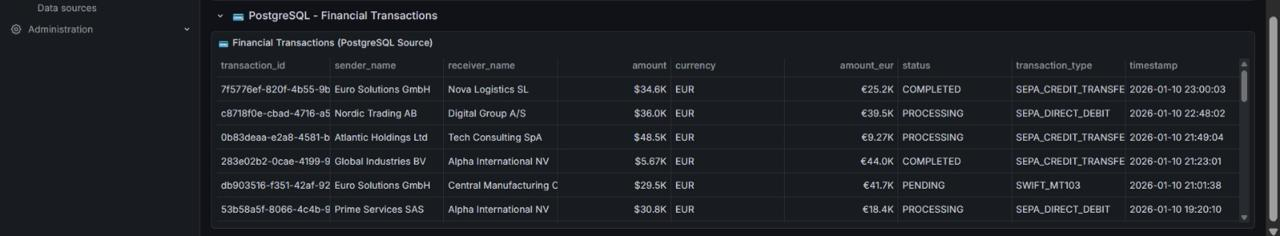 Data sources
Administration
PostgreSQL - Financial Transactions
Financial Transactions (PostgreSQL Source)
transaction_id sender_name receiver_name amount currency amount_eur status transaction_type timestamp
7f5776ef-820f-4b55-9b Euro Solutions GmbH Nova Logistics SL $34.6K EUR €25.2K COMPLETED SEPA_CREDIT_TRANSFE 2026-01-10 23:00:03
c8718f0e-cbad-4716-a5 Nordic Trading AB Digital Group A/S $36.0K EUR €39.5K PROCESSING SEPA_DIRECT_DEBIT 2026-01-10 22:48:02
0b83deaa-e2a8-4581-b Atlantic Holdings Ltd Tech Consulting SpA $48.5K EUR €9.27K PROCESSING SEPA_CREDIT_TRANSFE 2026-01-10 21:49:04
283e02b2-0cae-4199-9 Global Industries BV Alpha International NV $5.67K EUR €44.0K COMPLETED SEPA_CREDIT_TRANSFE 2026-01-10 21:23:01
db903516-f351-42af-92 Euro Solutions GmbH Central Manufacturing C $29.5K EUR €41.7K PENDING SWIFT_MT103 2026-01-10 21:01:38
53b58a5f-8066-4c4b-9 Prime Services SAS Alpha International NV $30.8K EUR €18.4K PROCESSING SEPA_DIRECT_DEBIT 2026-01-10 19:20:10